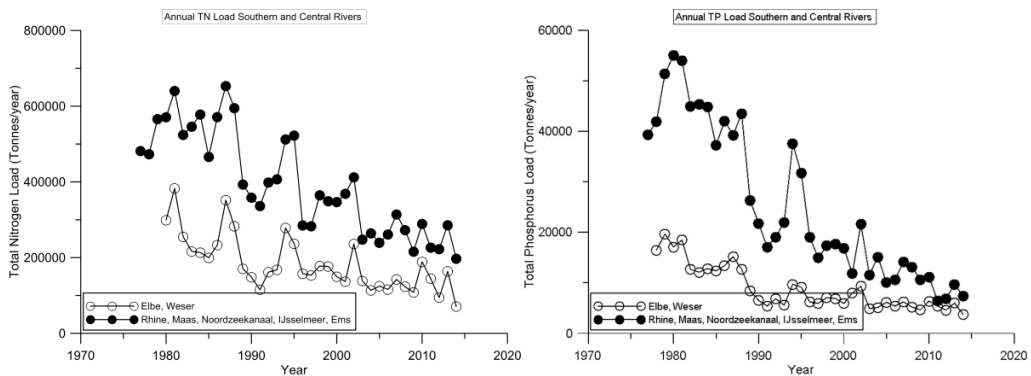 Annual TN Load Southern and Central Rivers
800000
600000
400000
200000
0
Total Nitrogen Load (Tonnes/year)
Elbe, Weser
Rhine, Maas, Noordzeekanaal, IJsselmeer, Ems
1970 1980 1990 2000 2010 2020
Year
Annual TP Load Southern and Central Rivers
60000
40000
20000
0
Total Phosphorus Load (Tonnes/year)
Elbe, Weser
Rhine, Maas, Noordzeekanaal, IJsselmeer, Ems
1970 1980 1990 2000 2010 2020
Year